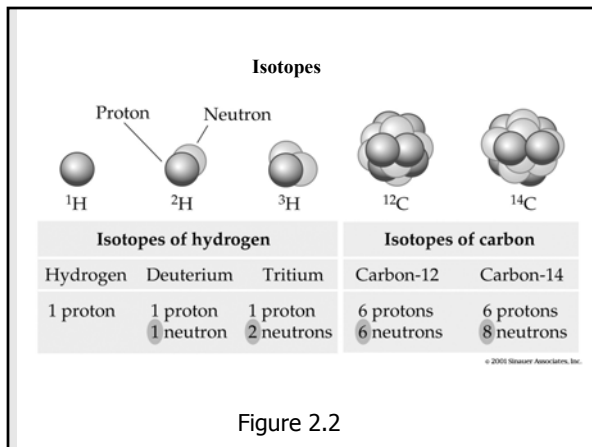 Isotopes
Proton Neutron
¹H ²H ³H ¹²C ¹⁴C
Isotopes of hydrogen Isotopes of carbon
Hydrogen Deuterium Tritium Carbon-12 Carbon-14
1 proton 1 proton 1 proton 6 protons 6 protons
1 neutron 2 neutrons 6 neutrons 8 neutrons
© 2001 Sinauer Associates, Inc.
Figure 2.2